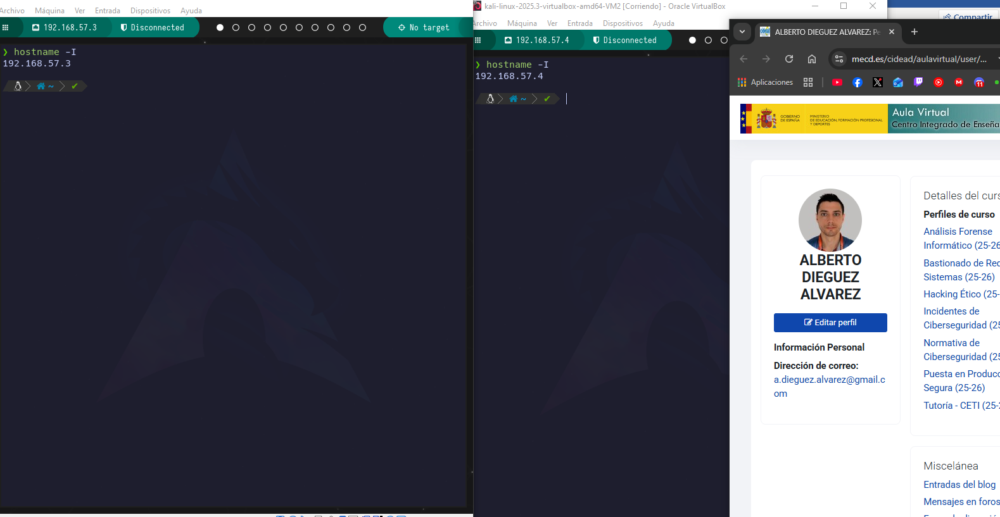 Archivo Máquina Ver Entrada Dispositivos Ayuda
192.168.57.3 Disconnected No target
❯ hostname -I
192.168.57.3
~ ✔
kali-linux-2025.3-virtualbox-amd64-VM2 [Corriendo] - Oracle VirtualBox
Archivo Máquina Ver Entrada Dispositivos Ayuda
192.168.57.4 Disconnected
❯ hostname -I
192.168.57.4
~ ✔
Compartir
ALBERTO DIEGUEZ ALVAREZ: Pe
mecd.es/cidead/aulavirtual/user/...
Aplicaciones
GOBIERNO
DE ESPAÑA
MINISTERIO
DE EDUCACIÓN, FORMACIÓN PROFESIONAL
Y DEPORTES
Aula Virtual
Centro Integrado de Enseña
ALBERTO
DIEGUEZ
ALVAREZ
Editar perfil
Información Personal
Dirección de correo:
a.dieguez.alvarez@gmail.c
om
Detalles del curs
Perfiles de curso
Análisis Forense
Informático (25-26
Bastionado de Red
Sistemas (25-26)
Hacking Ético (25-
Incidentes de
Ciberseguridad (25
Normativa de
Ciberseguridad (25
Puesta en Producc
Segura (25-26)
Tutoría - CETI (25-2
Miscelánea
Entradas del blog
Mensajes en foros